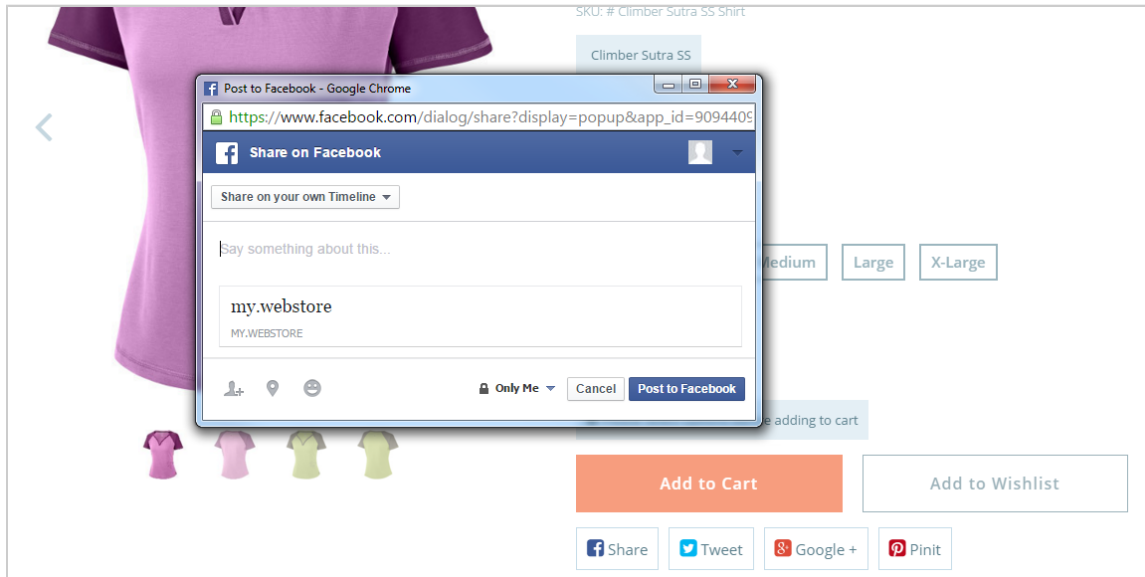 SKU: # Climber Sutra SS Shirt
Climber Sutra SS
Post to Facebook - Google Chrome
https://www.facebook.com/dialog/share?display=popup&app_id=9094409
Share on Facebook
Share on your own Timeline
Say something about this...
Medium Large X-Large
my.webstore
MY.WEBSTORE
Only Me Cancel Post to Facebook
adding to cart
Add to Cart Add to Wishlist
Share Tweet Google + Pinit